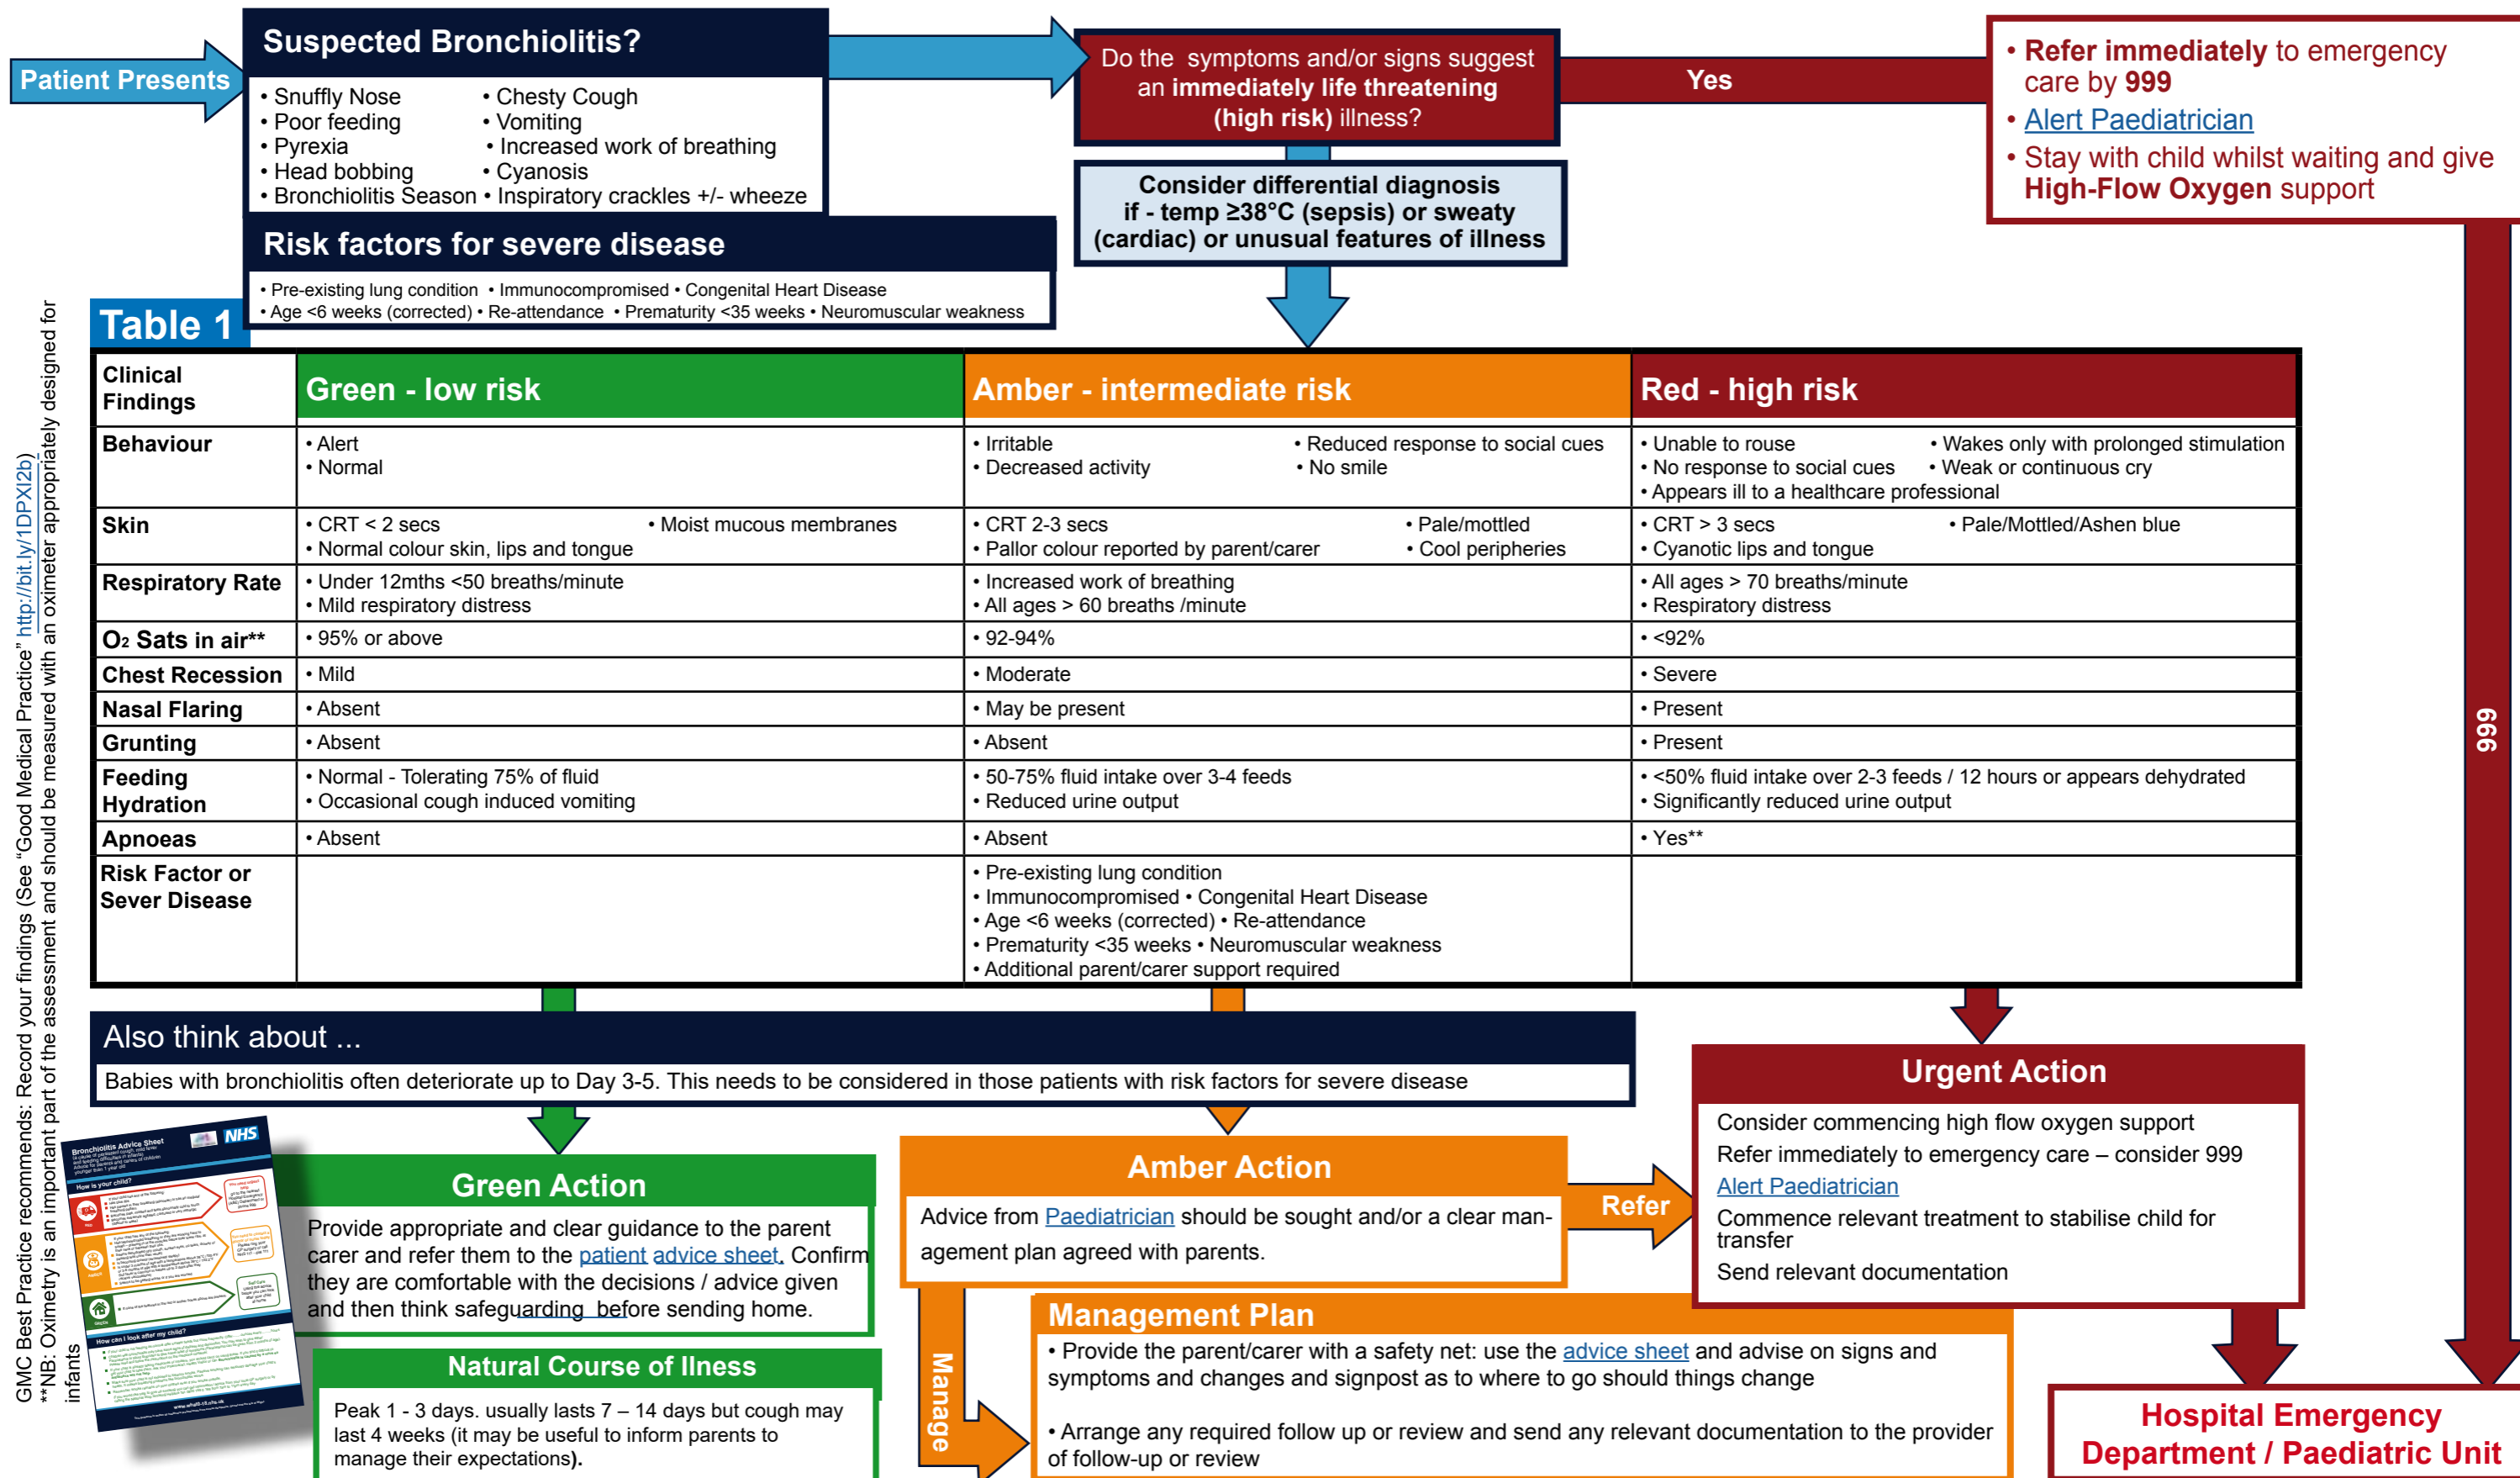 Patient Presents
Suspected Bronchiolitis?
• Snuffly Nose • Chesty Cough
• Poor feeding • Vomiting
• Pyrexia • Increased work of breathing
• Head bobbing • Cyanosis
• Bronchiolitis Season • Inspiratory crackles +/- wheeze
Risk factors for severe disease
• Pre-existing lung condition • Immunocompromised • Congenital Heart Disease
• Age <6 weeks (corrected) • Re-attendance • Prematurity <35 weeks • Neuromuscular weakness
Do the symptoms and/or signs suggest
an immediately life threatening
(high risk) illness?
Yes
• Refer immediately to emergency
care by 999
• Alert Paediatrician
• Stay with child whilst waiting and give
High-Flow Oxygen support
Consider differential diagnosis
if - temp ≥38°C (sepsis) or sweaty
(cardiac) or unusual features of illness
999
Table 1
Clinical
Findings
Green - low risk
Amber - intermediate risk
Red - high risk
Behaviour
• Alert
• Normal
• Irritable • Reduced response to social cues
• Decreased activity • No smile
• Unable to rouse • Wakes only with prolonged stimulation
• No response to social cues • Weak or continuous cry
• Appears ill to a healthcare professional
Skin
• CRT < 2 secs • Moist mucous membranes
• Normal colour skin, lips and tongue
• CRT 2-3 secs • Pale/mottled
• Pallor colour reported by parent/carer • Cool peripheries
• CRT > 3 secs • Pale/Mottled/Ashen blue
• Cyanotic lips and tongue
Respiratory Rate
• Under 12mths <50 breaths/minute
• Mild respiratory distress
• Increased work of breathing
• All ages > 60 breaths /minute
• All ages > 70 breaths/minute
• Respiratory distress
O2 Sats in air**
• 95% or above
• 92-94%
• <92%
Chest Recession
• Mild
• Moderate
• Severe
Nasal Flaring
• Absent
• May be present
• Present
Grunting
• Absent
• Absent
• Present
Feeding
Hydration
• Normal - Tolerating 75% of fluid
• Occasional cough induced vomiting
• 50-75% fluid intake over 3-4 feeds
• Reduced urine output
• <50% fluid intake over 2-3 feeds / 12 hours or appears dehydrated
• Significantly reduced urine output
Apnoeas
• Absent
• Absent
• Yes**
Risk Factor or
Sever Disease
• Pre-existing lung condition
• Immunocompromised • Congenital Heart Disease
• Age <6 weeks (corrected) • Re-attendance
• Prematurity <35 weeks • Neuromuscular weakness
• Additional parent/carer support required
GMC Best Practice recommends: Record your findings (See “Good Medical Practice” http://bit.ly/1DPXI2b)
**NB: Oximetry is an important part of the assessment and should be measured with an oximeter appropriately designed for
infants
Also think about ...
Babies with bronchiolitis often deteriorate up to Day 3-5. This needs to be considered in those patients with risk factors for severe disease
Bronchiolitis Advice Sheet
NHS
How is your child?
How can I look after my child?
Green Action
Provide appropriate and clear guidance to the parent
carer and refer them to the patient advice sheet. Confirm
they are comfortable with the decisions / advice given
and then think safeguarding before sending home.
Natural Course of Ilness
Peak 1 - 3 days. usually lasts 7 – 14 days but cough may
last 4 weeks (it may be useful to inform parents to
manage their expectations).
Amber Action
Advice from Paediatrician should be sought and/or a clear man-
agement plan agreed with parents.
Refer
Manage
Management Plan
• Provide the parent/carer with a safety net: use the advice sheet and advise on signs and
symptoms and changes and signpost as to where to go should things change
• Arrange any required follow up or review and send any relevant documentation to the provider
of follow-up or review
Urgent Action
Consider commencing high flow oxygen support
Refer immediately to emergency care – consider 999
Alert Paediatrician
Commence relevant treatment to stabilise child for
transfer
Send relevant documentation
Hospital Emergency
Department / Paediatric Unit